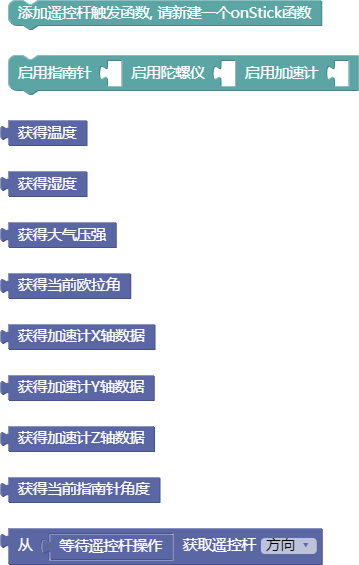 添加遥控杆触发函数, 请新建一个onStick函数
启用指南针 启用陀螺仪 启用加速计
获得温度
获得湿度
获得大气压强
获得当前欧拉角
获得加速计X轴数据
获得加速计Y轴数据
获得加速计Z轴数据
获得当前指南针角度
从 等待遥控杆操作 获取遥控杆 方向